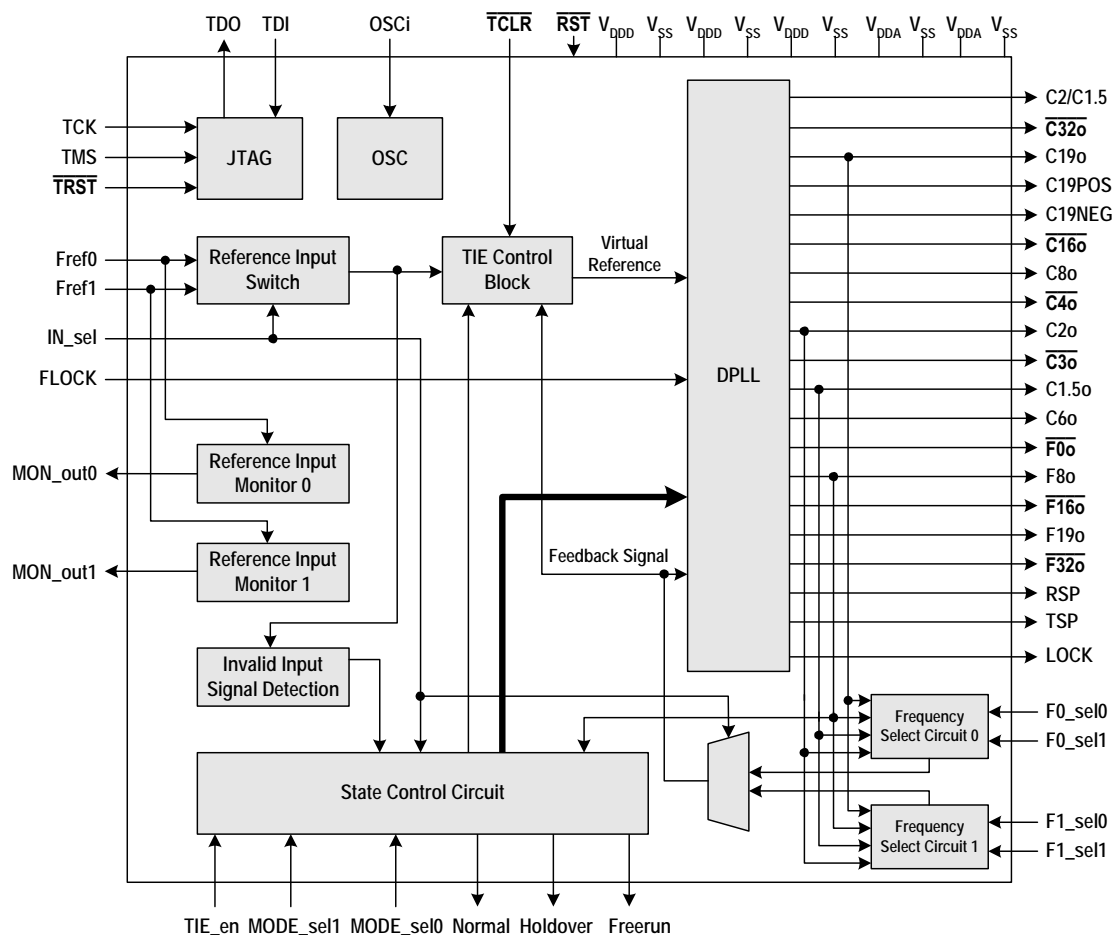 TDO TDI OSCi TCLR RST VDDD VSS VDDD VSS VDDD VSS VDDA VSS VDDA VSS
TCK
TMS
TRST
JTAG
OSC
Fref0
Fref1
IN_sel
FLOCK
Reference Input
Switch
TIE Control
Block
Virtual
Reference
DPLL
MON_out0
Reference Input
Monitor 0
MON_out1
Reference Input
Monitor 1
Feedback Signal
Invalid Input
Signal Detection
State Control Circuit
C2/C1.5
C32o
C19o
C19POS
C19NEG
C16o
C8o
C4o
C2o
C3o
C1.5o
C6o
F0o
F8o
F16o
F19o
F32o
RSP
TSP
LOCK
Frequency
Select Circuit 0
F0_sel0
F0_sel1
Frequency
Select Circuit 1
F1_sel0
F1_sel1
TIE_en MODE_sel1 MODE_sel0 Normal Holdover Freerun